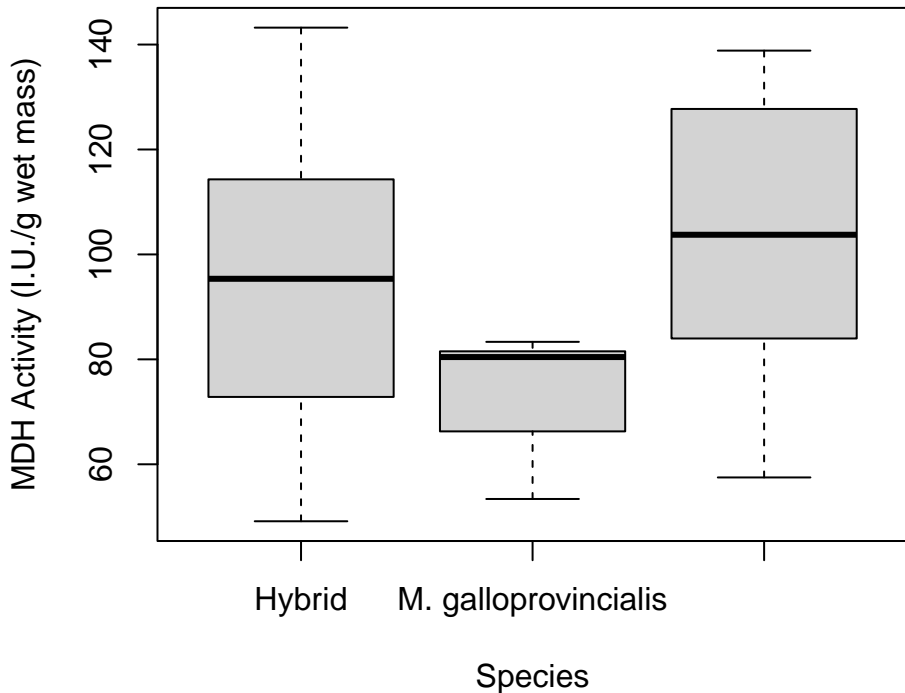 MDH Activity (I.U./g wet mass)
140
120
100
80
60
Hybrid M. galloprovincialis
Species